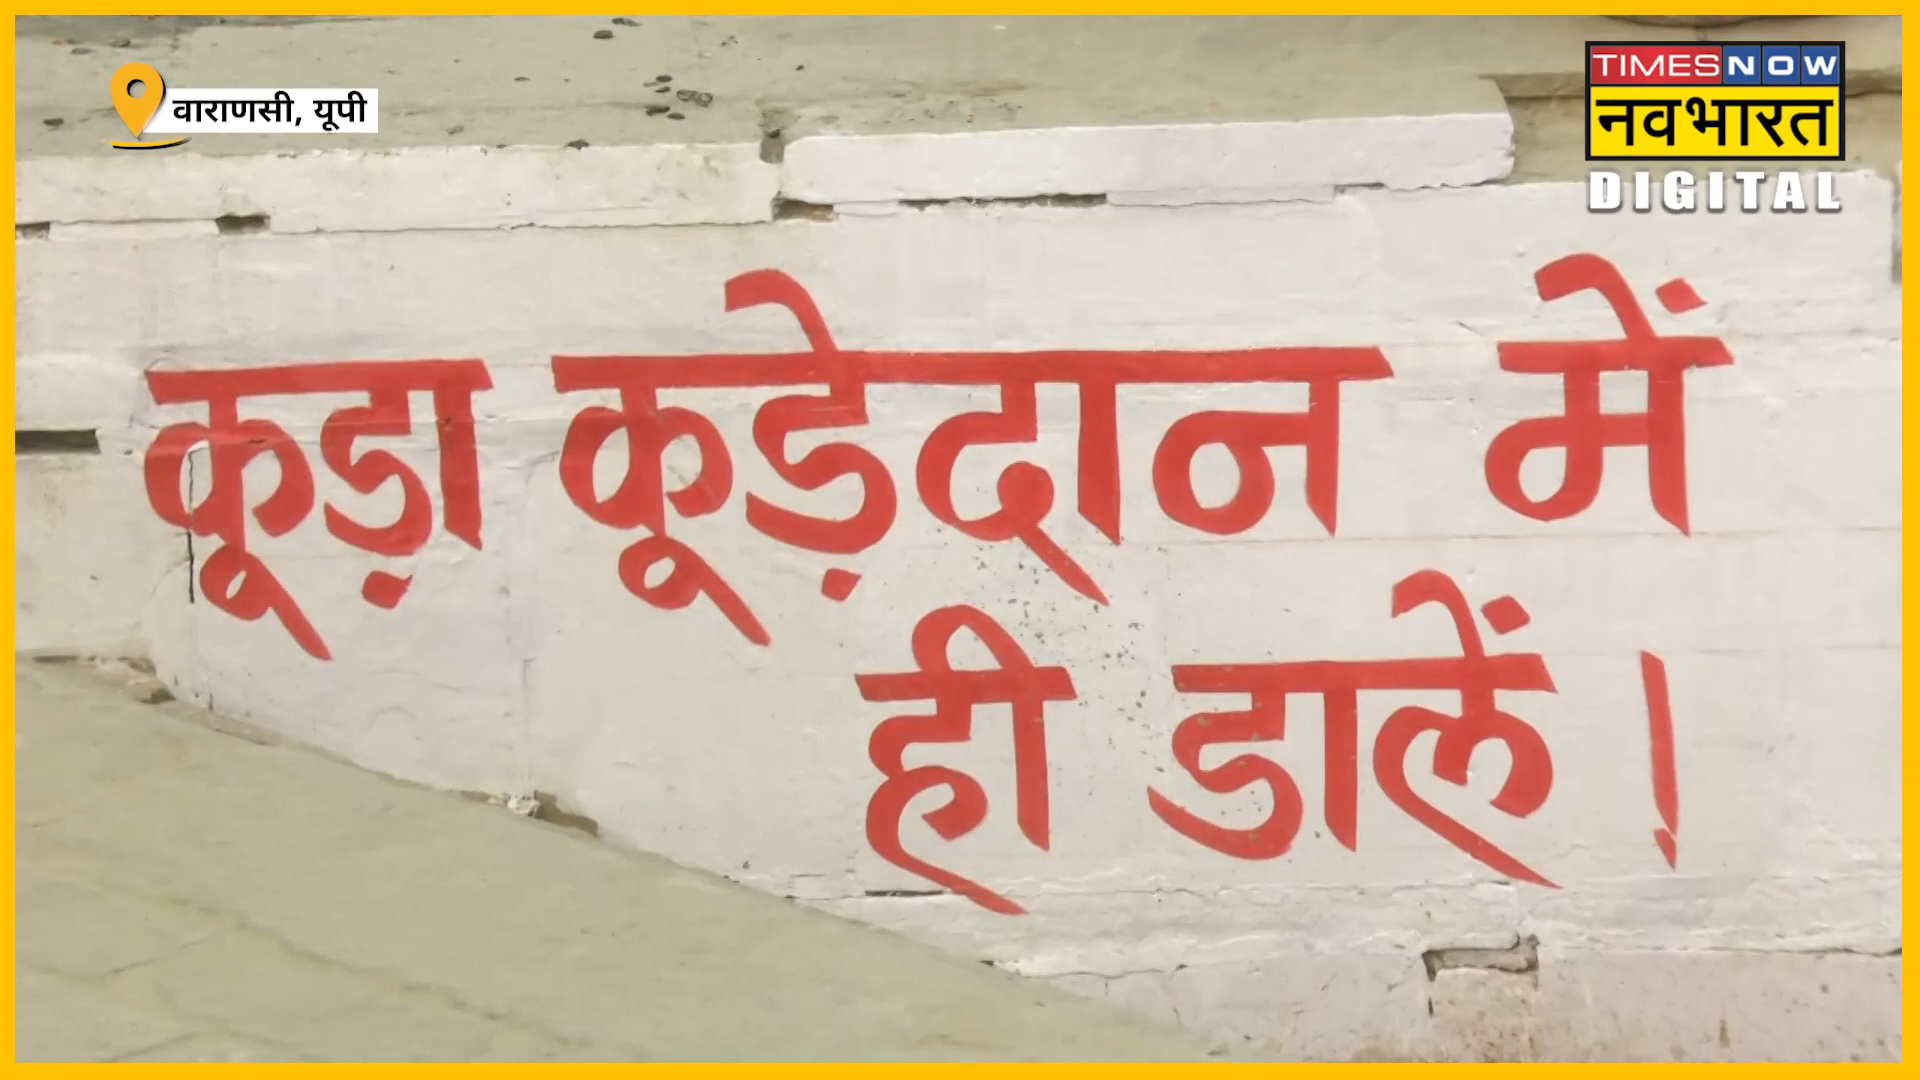 वाराणसी, यूपी
TIMES NOW
नवभारत
DIGITAL
कूड़ा कूड़ेदान में
ही डालें !